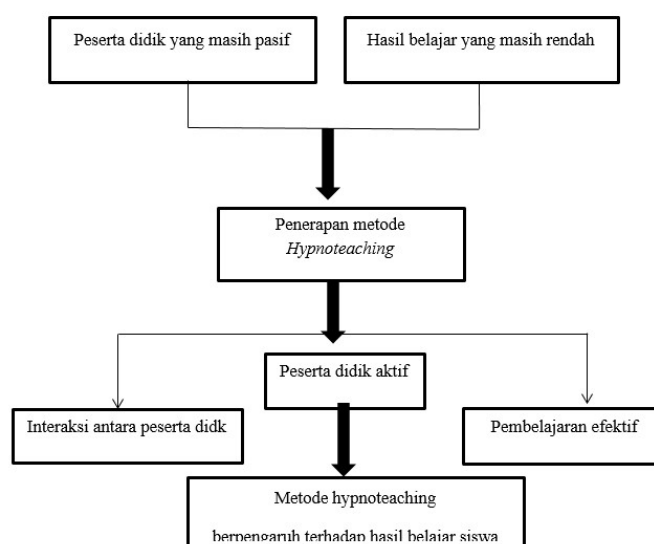 Peserta didik yang masih pasif
Hasil belajar yang masih rendah
Penerapan metode
Hypnoteaching
Peserta didik aktif
Interaksi antara peserta didk
Pembelajaran efektif
Metode hypnoteaching
berpengaruh terhadap hasil belajar siswa